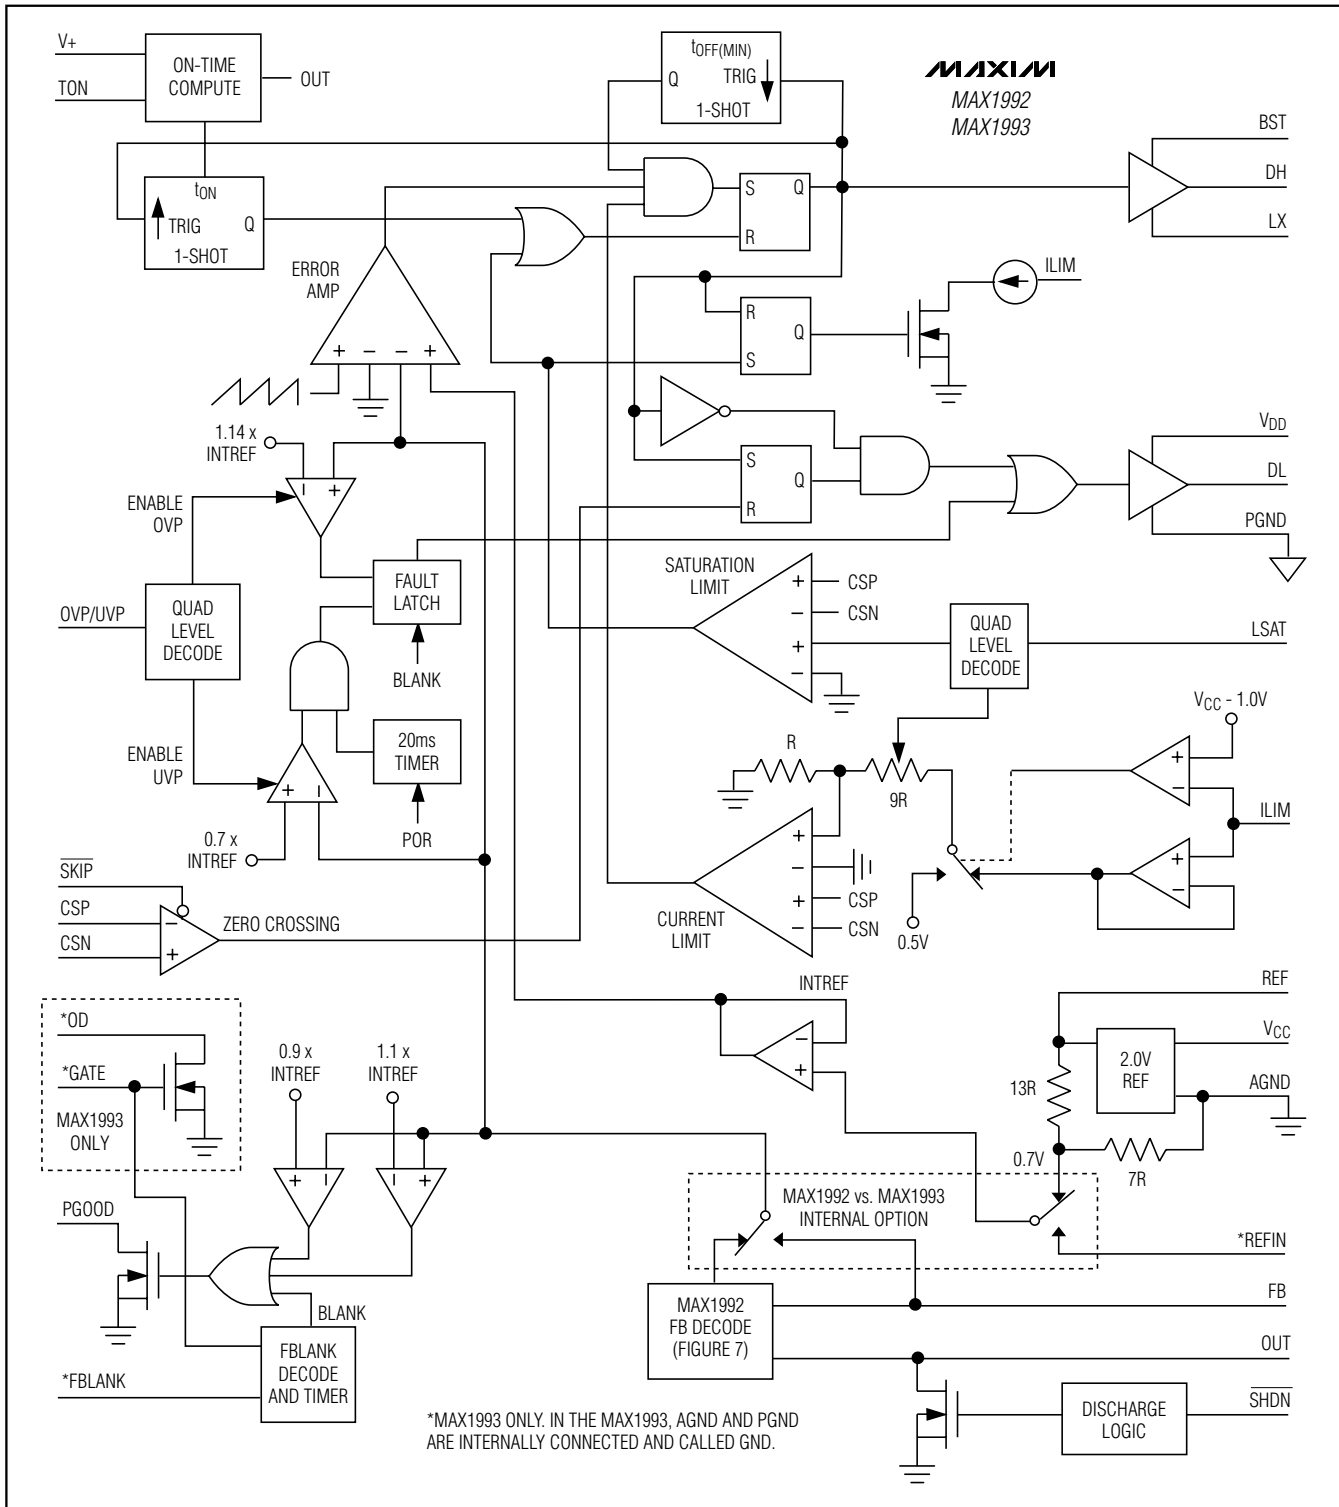 V+
TON
ON-TIME
COMPUTE
OUT
tOFF(MIN)
Q
TRIG
1-SHOT
MAXIM
MAX1992
MAX1993
BST
DH
LX
tON
TRIG
Q
1-SHOT
S
Q
R
ERROR
AMP
+
−
−
+
R
Q
S
ILIM
1.14 x
INTREF
−
+
S
Q
R
VDD
DL
PGND
ENABLE
OVP
OVP/UVP
QUAD
LEVEL
DECODE
FAULT
LATCH
BLANK
SATURATION
LIMIT
+
CSP
−
CSN
+
−
QUAD
LEVEL
DECODE
LSAT
ENABLE
UVP
20ms
TIMER
POR
+
−
0.7 x
INTREF
R
9R
VCC - 1.0V
+
−
ILIM
+
−
0.5V
CURRENT
LIMIT
+
−
+
CSP
−
CSN
SKIP
CSP
CSN
−
+
ZERO CROSSING
INTREF
−
+
REF
VCC
2.0V
REF
AGND
13R
0.7V
7R
*OD
*GATE
MAX1993
ONLY
0.9 x
INTREF
1.1 x
INTREF
+
−
−
+
MAX1992 vs. MAX1993
INTERNAL OPTION
*REFIN
PGOOD
BLANK
FBLANK
DECODE
AND TIMER
*FBLANK
MAX1992
FB DECODE
(FIGURE 7)
FB
OUT
DISCHARGE
LOGIC
SHDN
*MAX1993 ONLY. IN THE MAX1993, AGND AND PGND
ARE INTERNALLY CONNECTED AND CALLED GND.